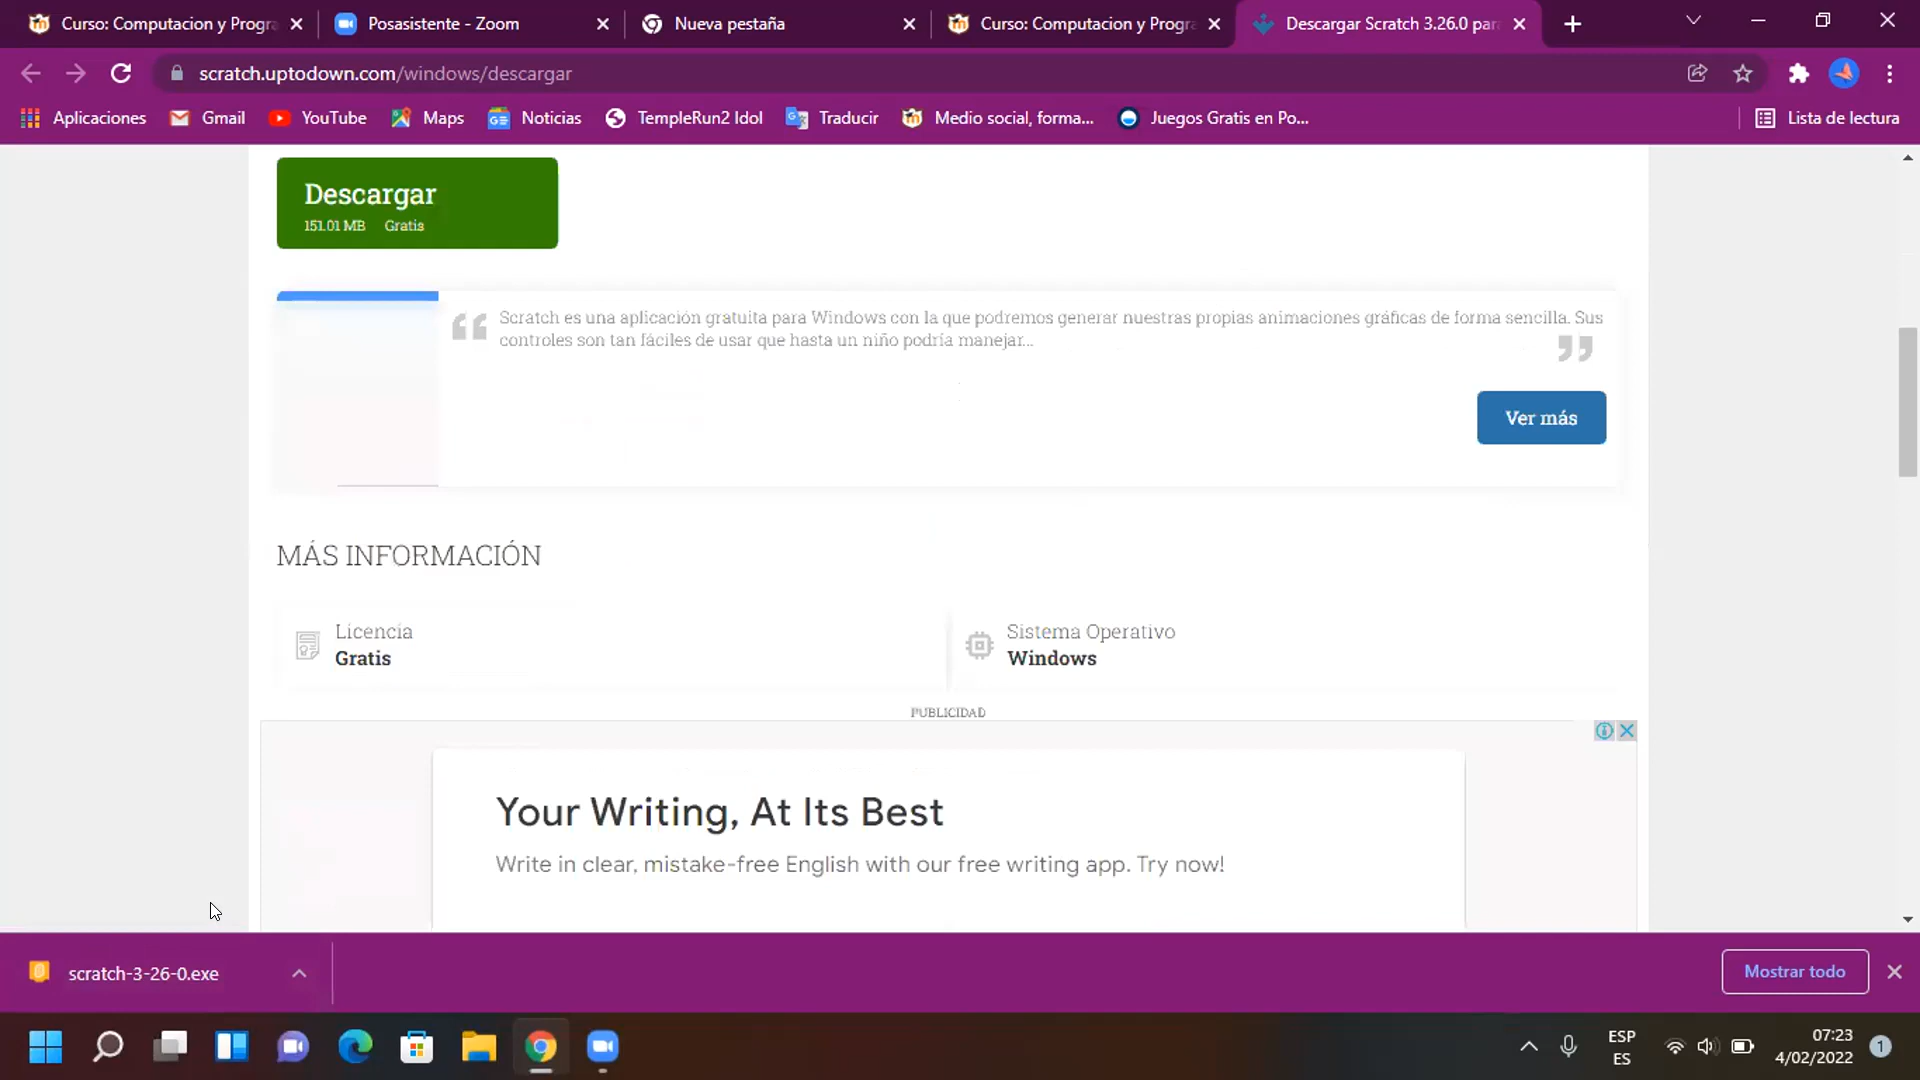 Curso: Computacion y Progra
Posasistente - Zoom
Nueva pestaña
Curso: Computacion y Progra
Descargar Scratch 3.26.0 par
scratch.uptodown.com/windows/descargar
Aplicaciones
Gmail
YouTube
Maps
Noticias
TempleRun2 Idol
Traducir
Medio social, forma...
Juegos Gratis en Po...
Lista de lectura
Descargar
151.01 MB Gratis
Scratch es una aplicación gratuita para Windows con la que podremos generar nuestras propias animaciones gráficas de forma sencilla. Sus
controles son tan fáciles de usar que hasta un niño podría manejar...
Ver más
MÁS INFORMACIÓN
Licencia
Gratis
Sistema Operativo
Windows
PUBLICIDAD
Your Writing, At Its Best
Write in clear, mistake-free English with our free writing app. Try now!
scratch-3-26-0.exe
Mostrar todo
ESP
ES
07:23
4/02/2022
1